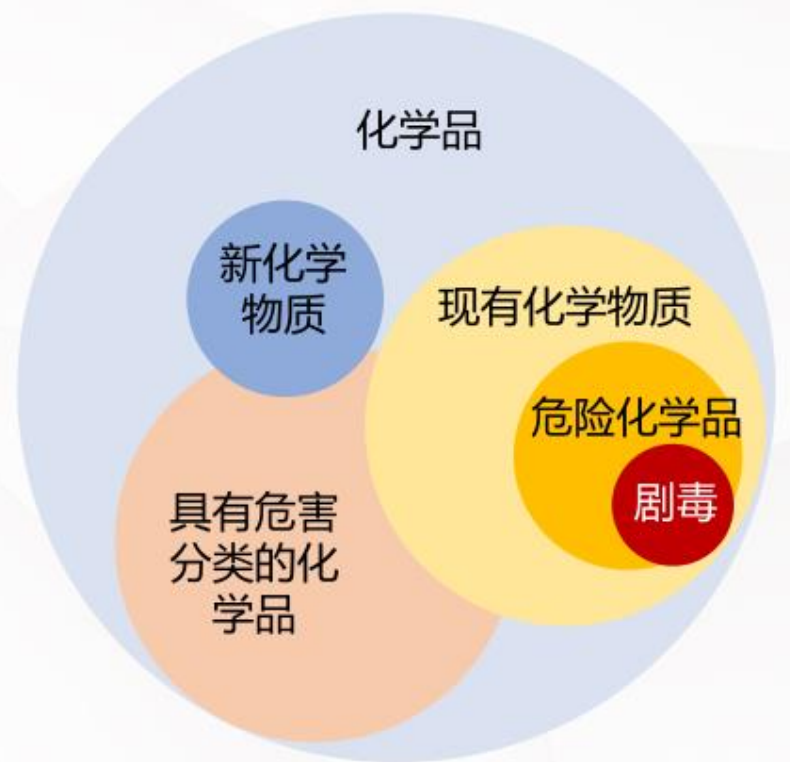 化学品
新化学
物质
现有化学物质
危险化学品
剧毒
具有危害
分类的化
学品